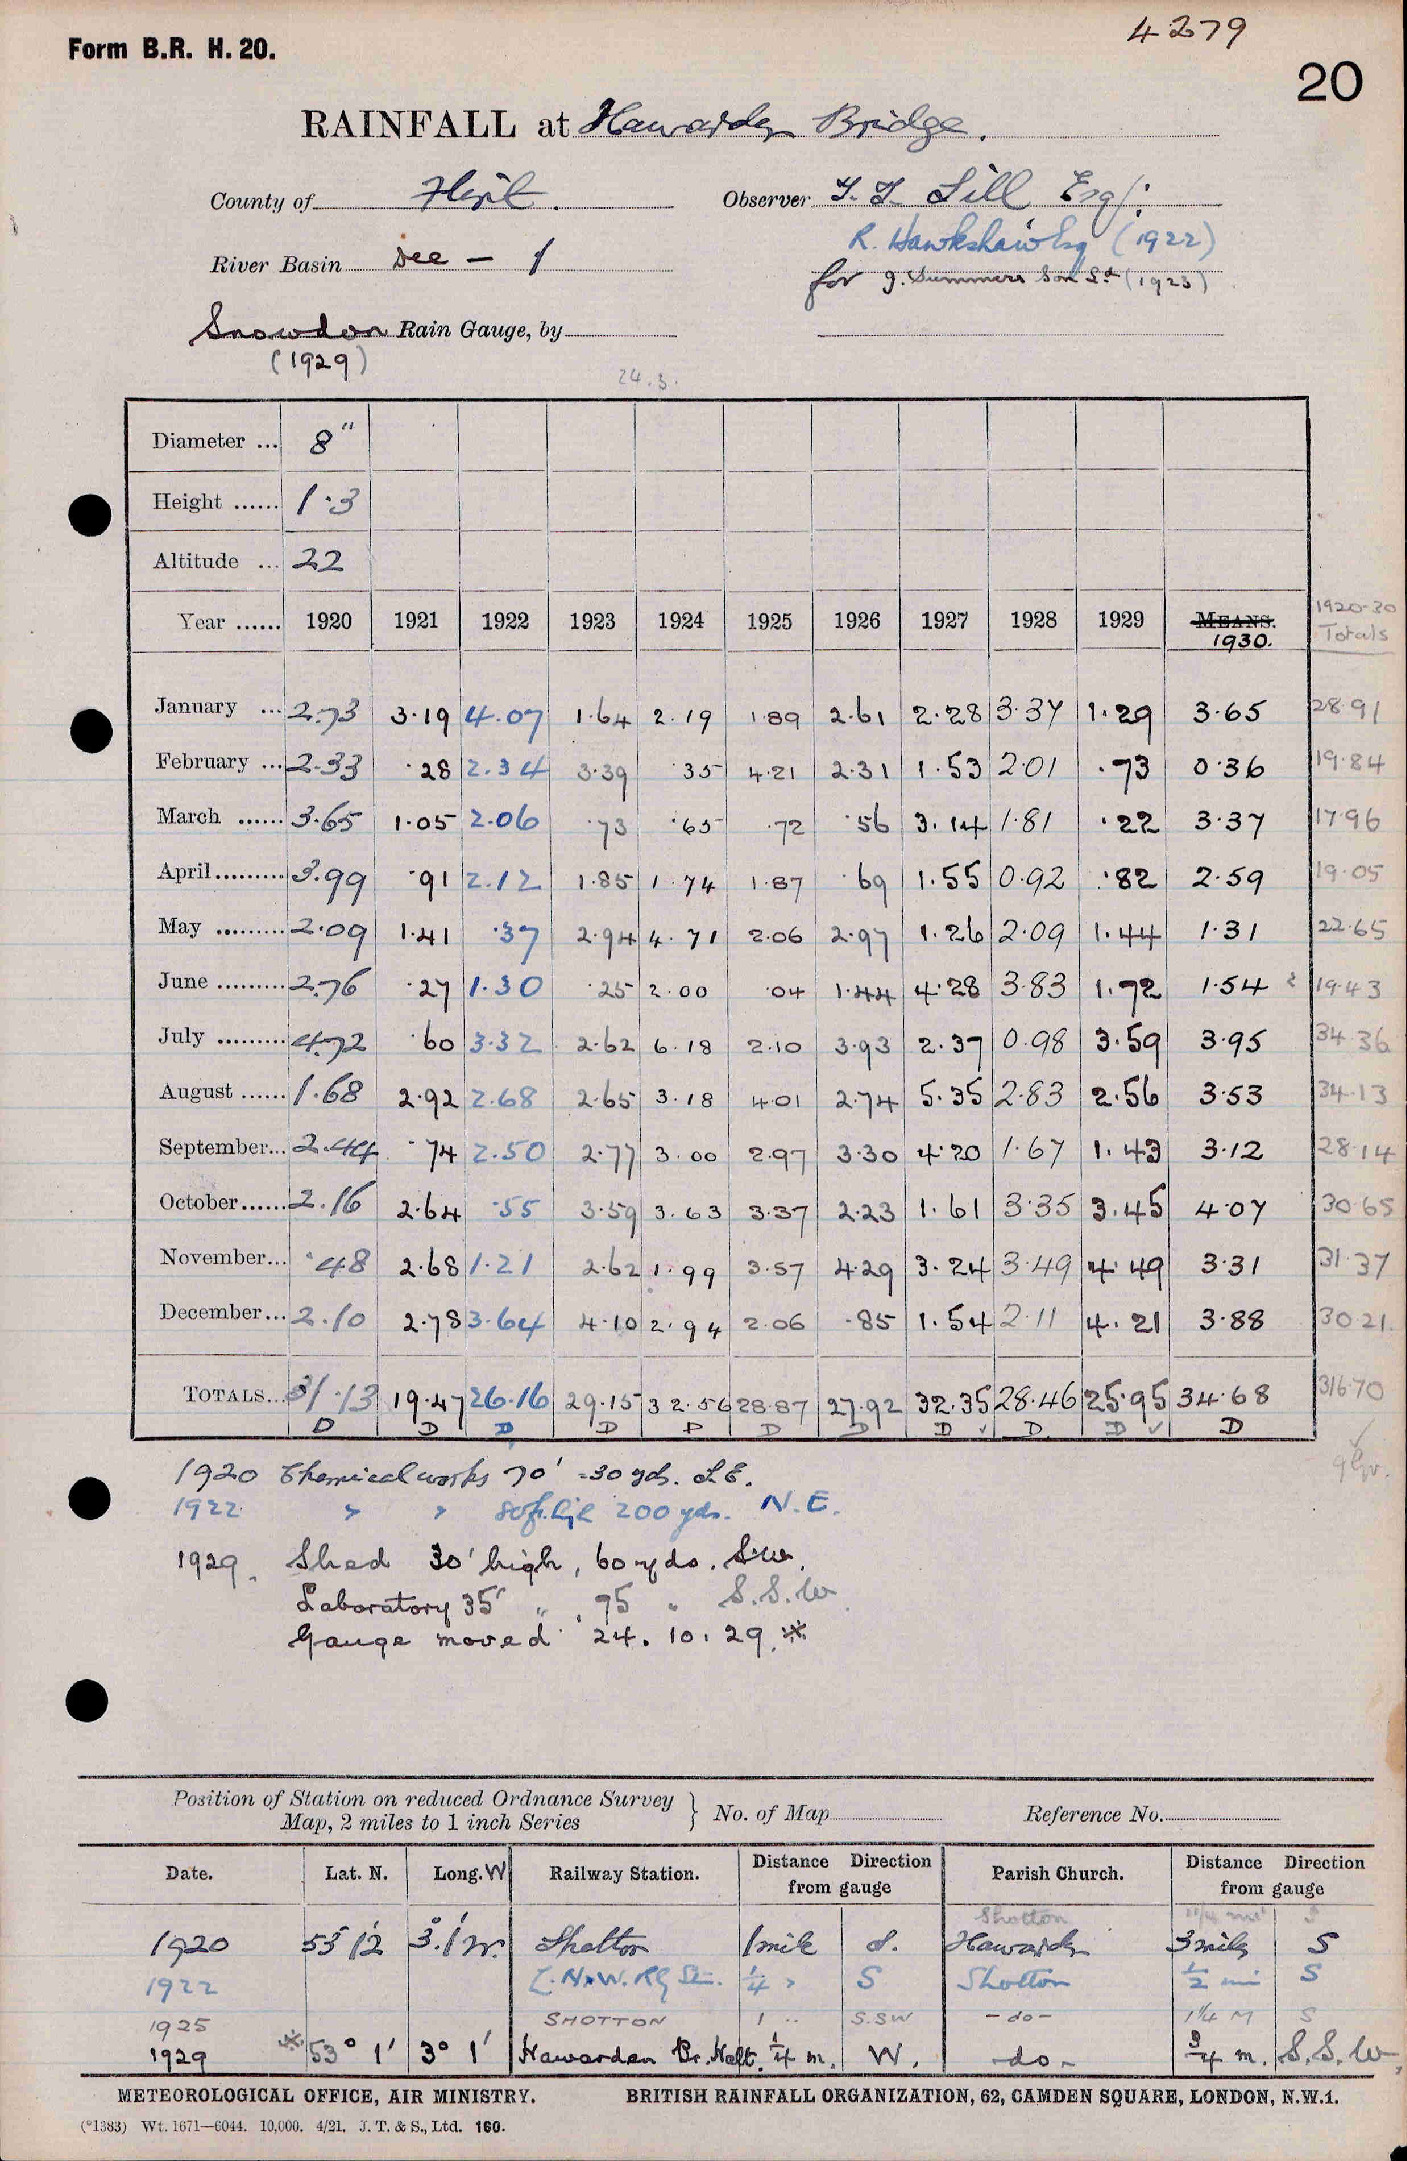 4279
Form B.R. H. 20.
20
RAINFALL at Hawarden Bridge.
County of Flint. Observer T. T. Lill Esq.
R. Hawkshaw Esq (1922)
River Basin Dee - 1
for J. Summers Son Ld (1923)
Snowdon Rain Gauge, by
(1929)
24.3.
Diameter ... 8"
Height ...... 1.3
Altitude ... 22
Year ...... 1920 1921 1922 1923 1924 1925 1926 1927 1928 1929 MEANS. 1930. 1920-30 Totals
January ... 2.73 3.19 4.07 1.64 2.19 1.89 2.61 2.28 3.37 1.29 3.65 28.91
February ... 2.33 .28 2.34 3.39 .35 4.21 2.31 1.53 2.01 .73 0.36 19.84
March ...... 3.65 1.05 2.06 .73 .65 .72 .56 3.14 1.81 .22 3.37 17.96
April ......... 3.99 .91 2.12 1.85 1.74 1.87 .69 1.55 0.92 .82 2.59 19.05
May ......... 2.09 1.41 .37 2.94 4.71 2.06 2.97 1.26 2.09 1.44 1.31 22.65
June ......... 2.76 .27 1.30 .25 2.00 .04 1.44 4.28 3.83 1.72 1.54 19.43
July ......... 4.72 .60 3.32 2.62 6.18 2.10 3.93 2.37 0.98 3.59 3.95 34.36
August ...... 1.68 2.92 2.68 2.65 3.18 4.01 2.74 5.35 2.83 2.56 3.53 34.13
September... 2.44 .74 2.50 2.77 3.00 2.97 3.30 4.20 1.67 1.43 3.12 28.14
October ...... 2.16 2.64 .55 3.59 3.63 3.37 2.23 1.61 3.35 3.45 4.07 30.65
November... .48 2.68 1.21 2.62 1.99 3.57 4.29 3.24 3.49 4.49 3.31 31.37
December... 2.10 2.78 3.64 4.10 2.94 2.06 .85 1.54 2.11 4.21 3.88 30.21
TOTALS... 31.13 19.47 26.16 29.15 32.56 28.87 27.92 32.35 28.46 25.95 34.68 316.70
D D D D D D D D ✓ D D ✓ D
1920 Chemical works 70' - 30 yds. S.E.
1922 " " 80ft. high 200 yds. N.E.
1929. Shed 30' high, 60 yds. S.W.
Laboratory 35' " , 75 " S.S.W.
Gauge moved 24.10.29. *
Position of Station on reduced Ordnance Survey Map, 2 miles to 1 inch Series } No. of Map Reference No.
Date. Lat. N. Long. W Railway Station. Distance from gauge Direction Parish Church. Distance from gauge Direction
Shotton S
1920 53 12 3° 1' W. Shotton 1 mile S. Hawarden 3 miles S
1922 L.N.W. Rly Stn. 1/4 " S Shotton 1/2 mi S
1925 SHOTTON 1 " S.SW -do- 1 1/4 M S
1929 * 53° 1' 3° 1' Hawarden Br. Halt. 1/4 m. W. -do- 3/4 m. S.S.W.
METEOROLOGICAL OFFICE, AIR MINISTRY. BRITISH RAINFALL ORGANIZATION, 62, CAMDEN SQUARE, LONDON, N.W.1.
(*1383) Wt. 1671—6044. 10,000. 4/21. J. T. & S., Ltd. 160.